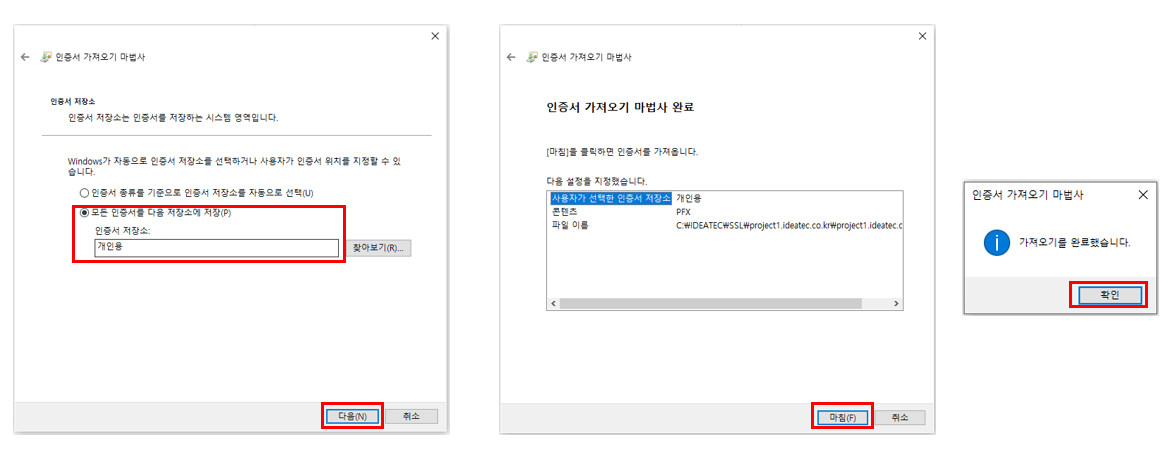 인증서 가져오기 마법사
인증서 저장소
인증서 저장소는 인증서를 저장하는 시스템 영역입니다.
Windows가 자동으로 인증서 저장소를 선택하거나 사용자가 인증서 위치를 지정할 수 있
습니다.
인증서 종류를 기준으로 인증서 저장소를 자동으로 선택(U)
모든 인증서를 다음 저장소에 저장(P)
인증서 저장소:
개인용
찾아보기(R)...
다음(N)
취소
인증서 가져오기 마법사
인증서 가져오기 마법사 완료
[마침]을 클릭하면 인증서를 가져옵니다.
다음 설정을 지정했습니다.
사용자가 선택한 인증서 저장소 개인용
콘텐츠 PFX
파일 이름 C:₩IDEATEC₩SSL₩project1.ideatec.co.kr₩project1.ideatec.c
마침(F)
취소
인증서 가져오기 마법사
가져오기를 완료했습니다.
확인